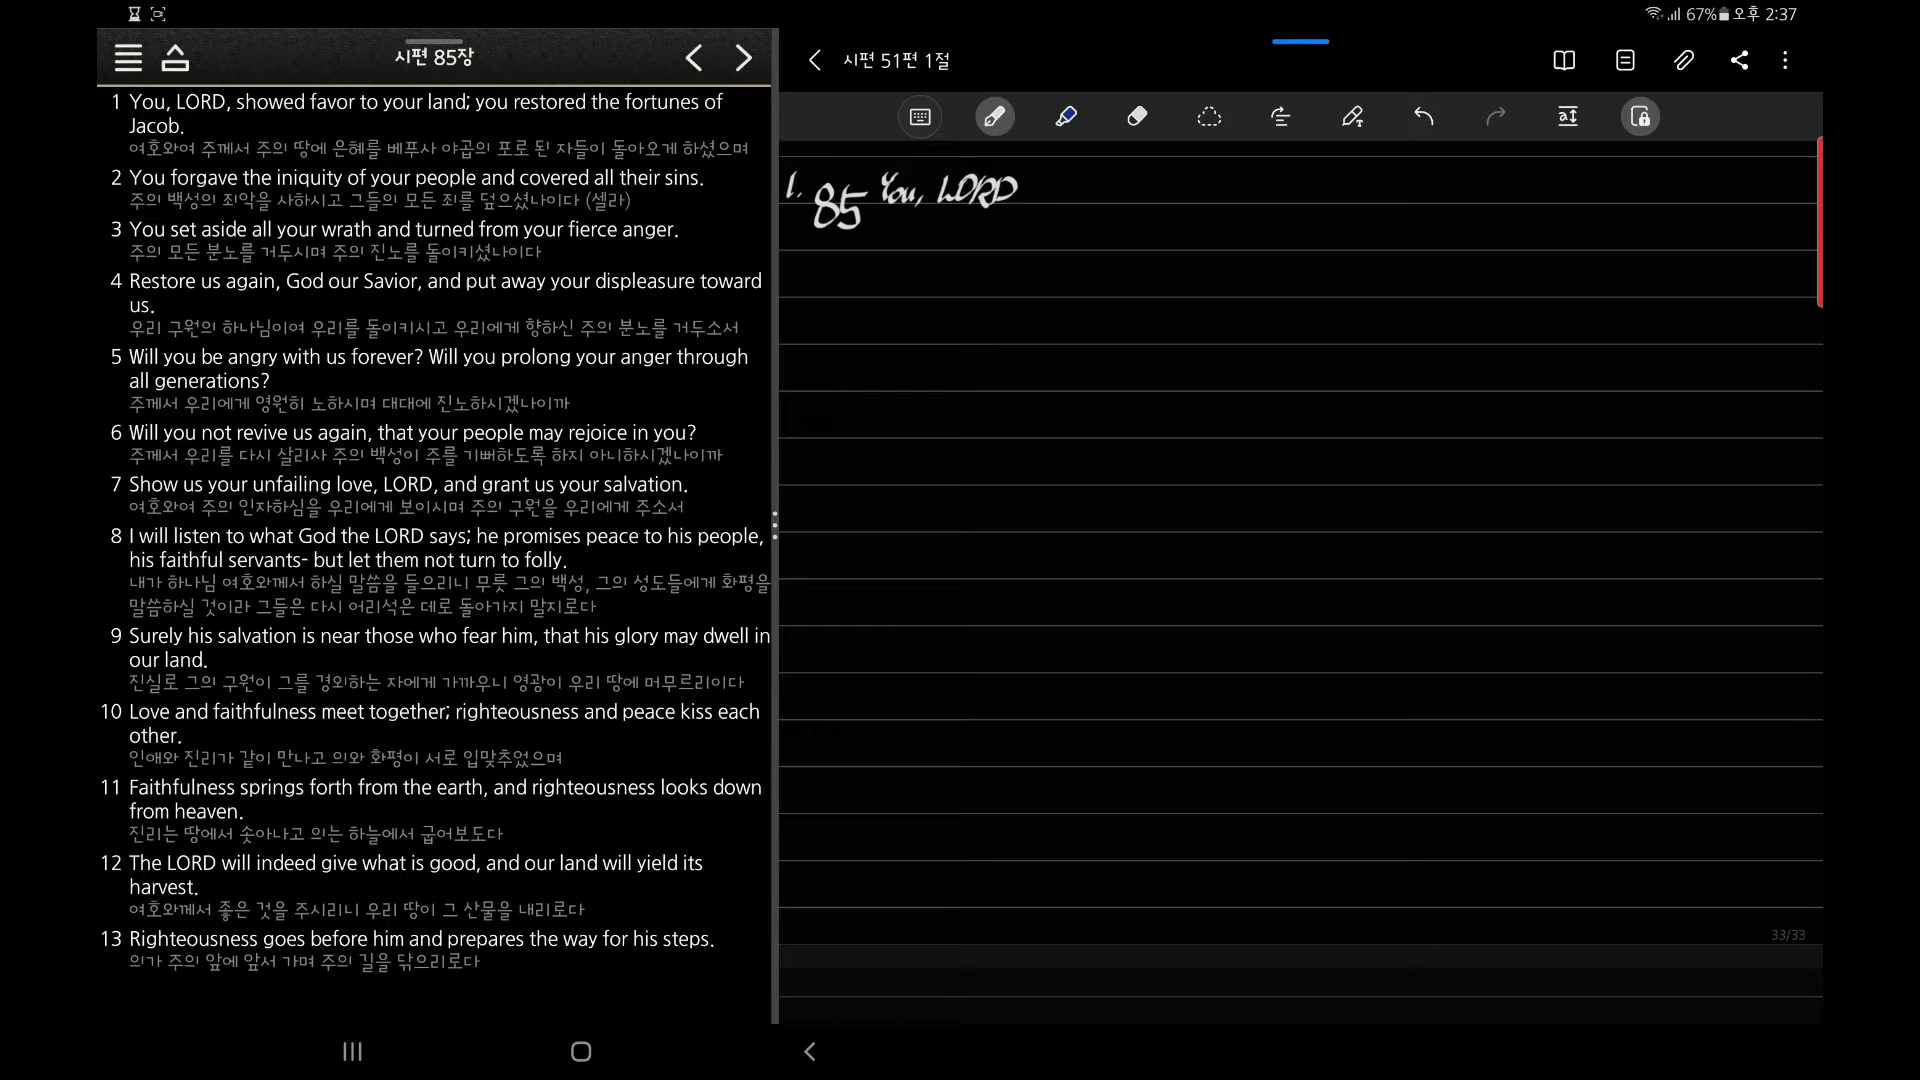 67% 오후 2:37
시편 85장
1 You, LORD, showed favor to your land; you restored the fortunes of
Jacob.
여호와여 주께서 주의 땅에 은혜를 베푸사 야곱의 포로 된 자들이 돌아오게 하셨으며
2 You forgave the iniquity of your people and covered all their sins.
주의 백성의 죄악을 사하시고 그들의 모든 죄를 덮으셨나이다 (셀라)
3 You set aside all your wrath and turned from your fierce anger.
주의 모든 분노를 거두시며 주의 진노를 돌이키셨나이다
4 Restore us again, God our Savior, and put away your displeasure toward
us.
우리 구원의 하나님이여 우리를 돌이키시고 우리에게 향하신 주의 분노를 거두소서
5 Will you be angry with us forever? Will you prolong your anger through
all generations?
주께서 우리에게 영원히 노하시며 대대에 진노하시겠나이까
6 Will you not revive us again, that your people may rejoice in you?
주께서 우리를 다시 살리사 주의 백성이 주를 기뻐하도록 하지 아니하시겠나이까
7 Show us your unfailing love, LORD, and grant us your salvation.
여호와여 주의 인자하심을 우리에게 보이시며 주의 구원을 우리에게 주소서
8 I will listen to what God the LORD says; he promises peace to his people,
his faithful servants- but let them not turn to folly.
내가 하나님 여호와께서 하실 말씀을 들으리니 무릇 그의 백성, 그의 성도들에게 화평을
말씀하실 것이라 그들은 다시 어리석은 데로 돌아가지 말지로다
9 Surely his salvation is near those who fear him, that his glory may dwell in
our land.
진실로 그의 구원이 그를 경외하는 자에게 가까우니 영광이 우리 땅에 머무르리이다
10 Love and faithfulness meet together; righteousness and peace kiss each
other.
인애와 진리가 같이 만나고 의와 화평이 서로 입맞추었으며
11 Faithfulness springs forth from the earth, and righteousness looks down
from heaven.
진리는 땅에서 솟아나고 의는 하늘에서 굽어보도다
12 The LORD will indeed give what is good, and our land will yield its
harvest.
여호와께서 좋은 것을 주시리니 우리 땅이 그 산물을 내리로다
13 Righteousness goes before him and prepares the way for his steps.
의가 주의 앞에 앞서 가며 주의 길을 닦으리로다
시편 51편 1절
1. 85 You, LORD
33/33